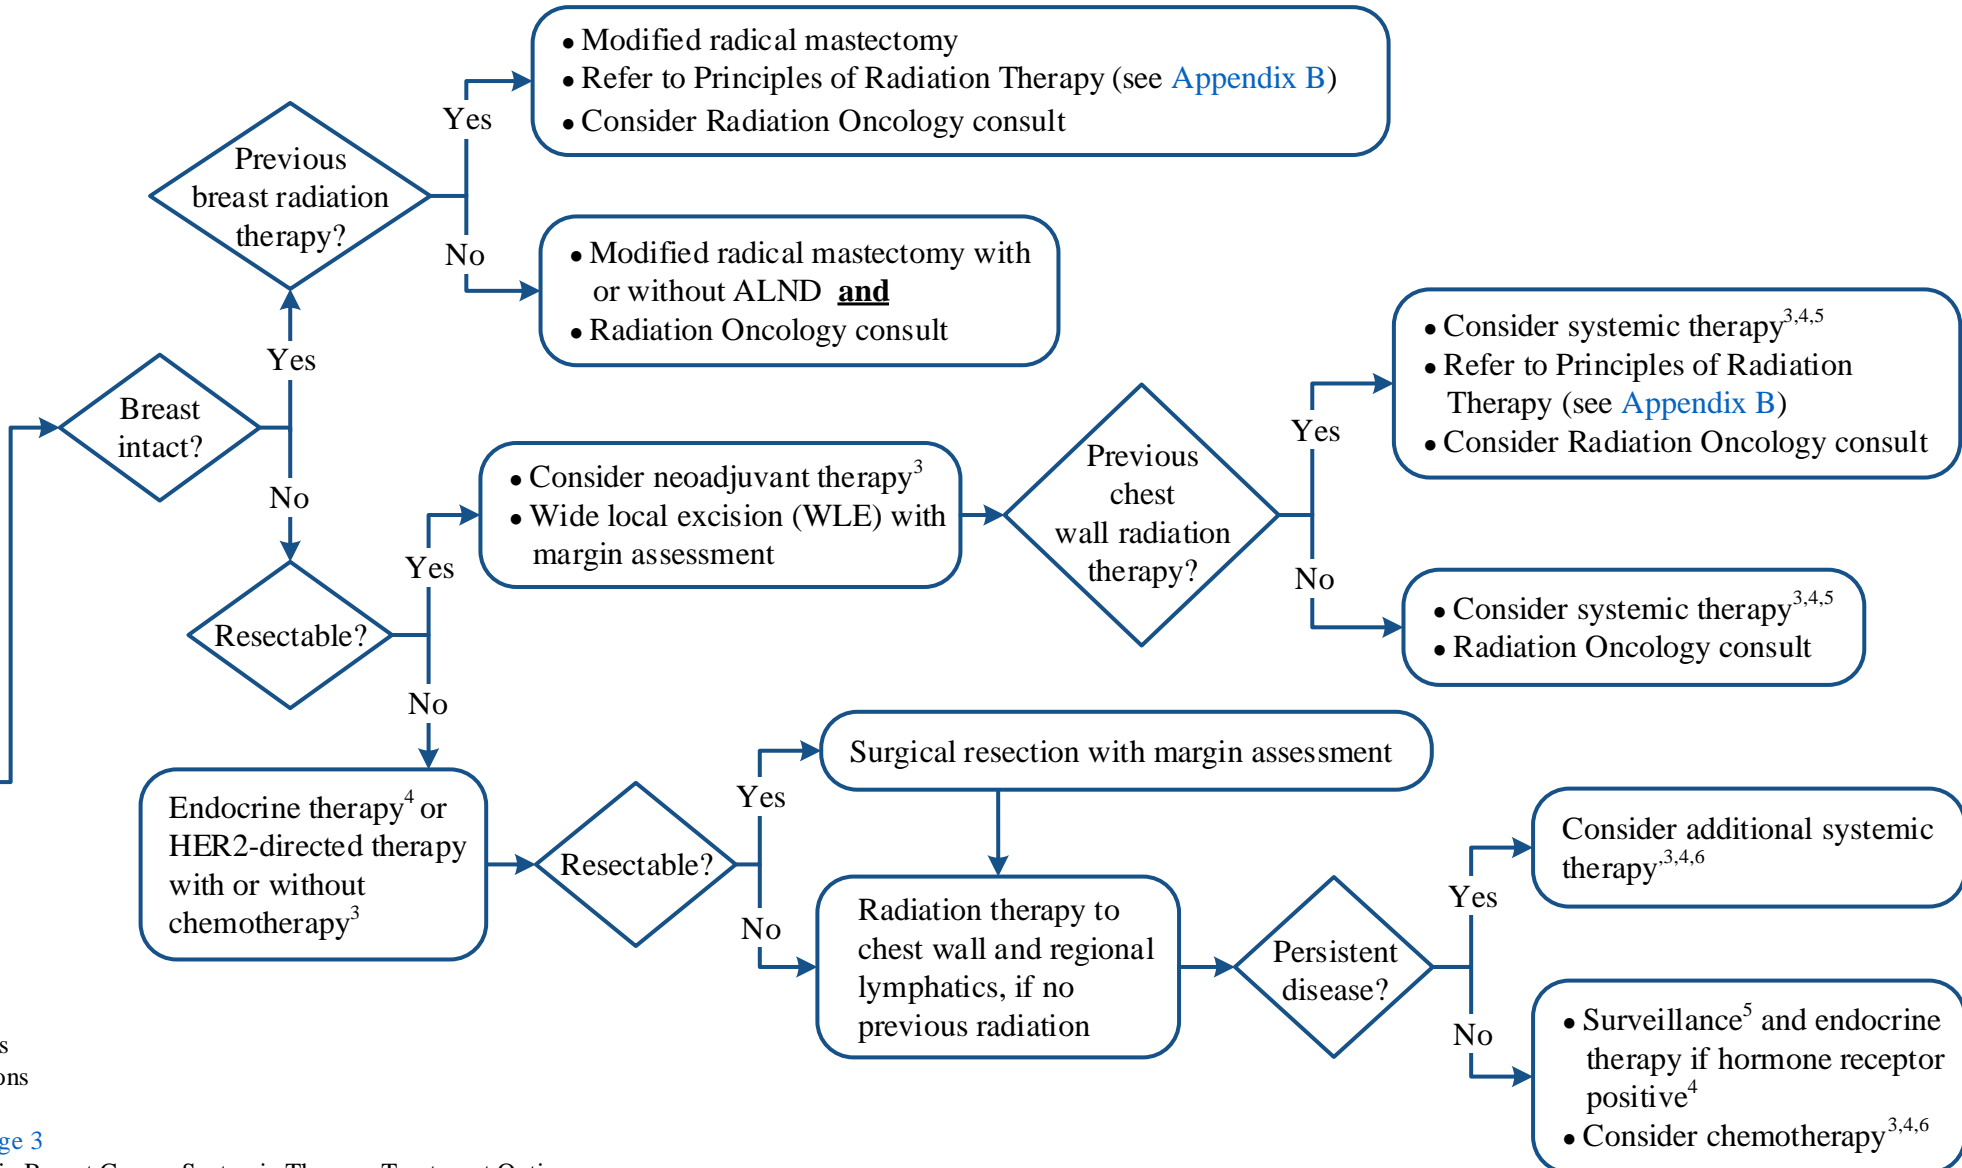 • Modified radical mastectomy
• Refer to Principles of Radiation Therapy (see Appendix B)
• Consider Radiation Oncology consult
Yes
Previous
breast radiation
therapy?
No
• Modified radical mastectomy with
or without ALND and
• Radiation Oncology consult
Yes
Breast
intact?
No
• Consider neoadjuvant therapy3
• Wide local excision (WLE) with
margin assessment
Previous
chest
wall radiation
therapy?
Yes
• Consider systemic therapy3,4,5
• Refer to Principles of Radiation
Therapy (see Appendix B)
• Consider Radiation Oncology consult
No
• Consider systemic therapy3,4,5
• Radiation Oncology consult
Yes
Resectable?
No
Endocrine therapy4 or
HER2-directed therapy
with or without
chemotherapy3
Resectable?
Yes
Surgical resection with margin assessment
No
Radiation therapy to
chest wall and regional
lymphatics, if no
previous radiation
Persistent
disease?
Yes
Consider additional systemic
therapy,3,4,6
No
• Surveillance5 and endocrine
therapy if hormone receptor
positive4
• Consider chemotherapy3,4,6
s
ons
ge 3